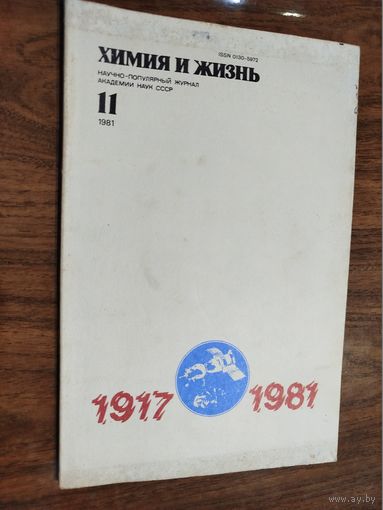 ISSN 0130-5972
ХИМИЯ И ЖИЗНЬ
НАУЧНО-ПОПУЛЯРНЫЙ ЖУРНАЛ
АКАДЕМИИ НАУК СССР
11
1981
1917 1981
www.ay.by